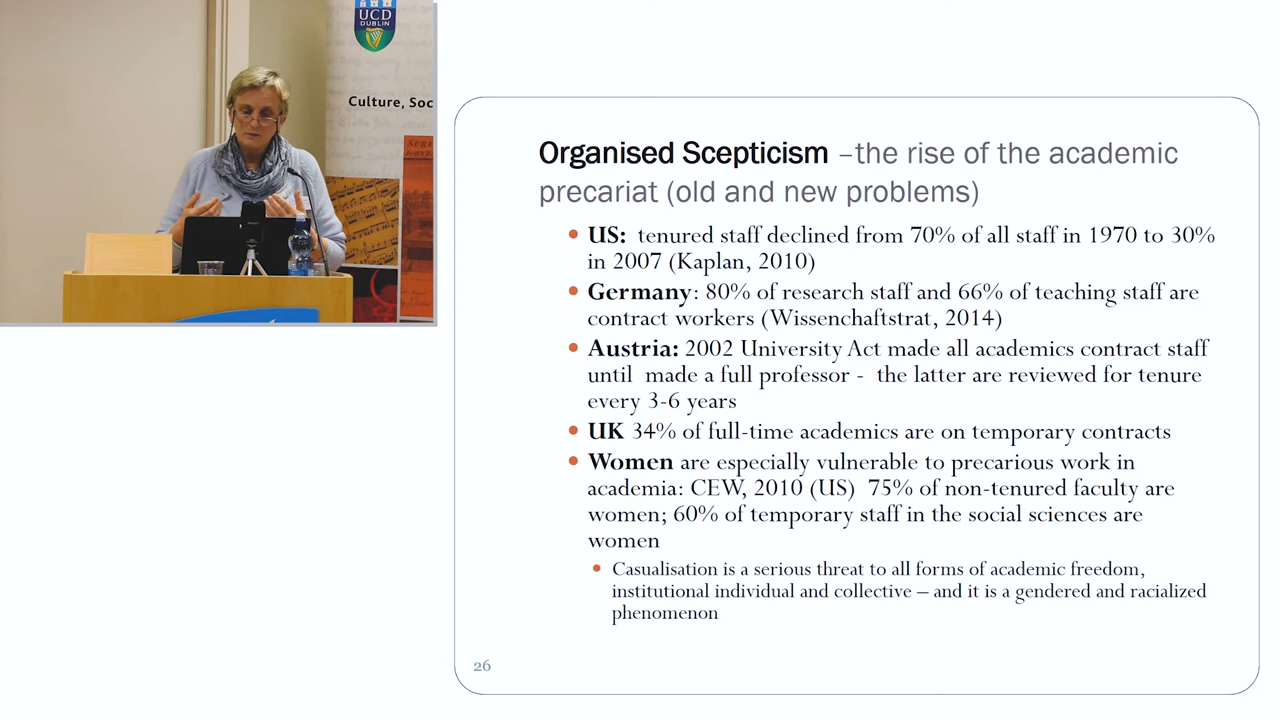 UCD
DUBLIN
Culture, Soc
Organised Scepticism –the rise of the academic
precariat (old and new problems)
• US: tenured staff declined from 70% of all staff in 1970 to 30%
in 2007 (Kaplan, 2010)
• Germany: 80% of research staff and 66% of teaching staff are
contract workers (Wissenchaftstrat, 2014)
• Austria: 2002 University Act made all academics contract staff
until made a full professor - the latter are reviewed for tenure
every 3-6 years
• UK 34% of full-time academics are on temporary contracts
• Women are especially vulnerable to precarious work in
academia: CEW, 2010 (US) 75% of non-tenured faculty are
women; 60% of temporary staff in the social sciences are
women
• Casualisation is a serious threat to all forms of academic freedom,
institutional individual and collective – and it is a gendered and racialized
phenomenon
26